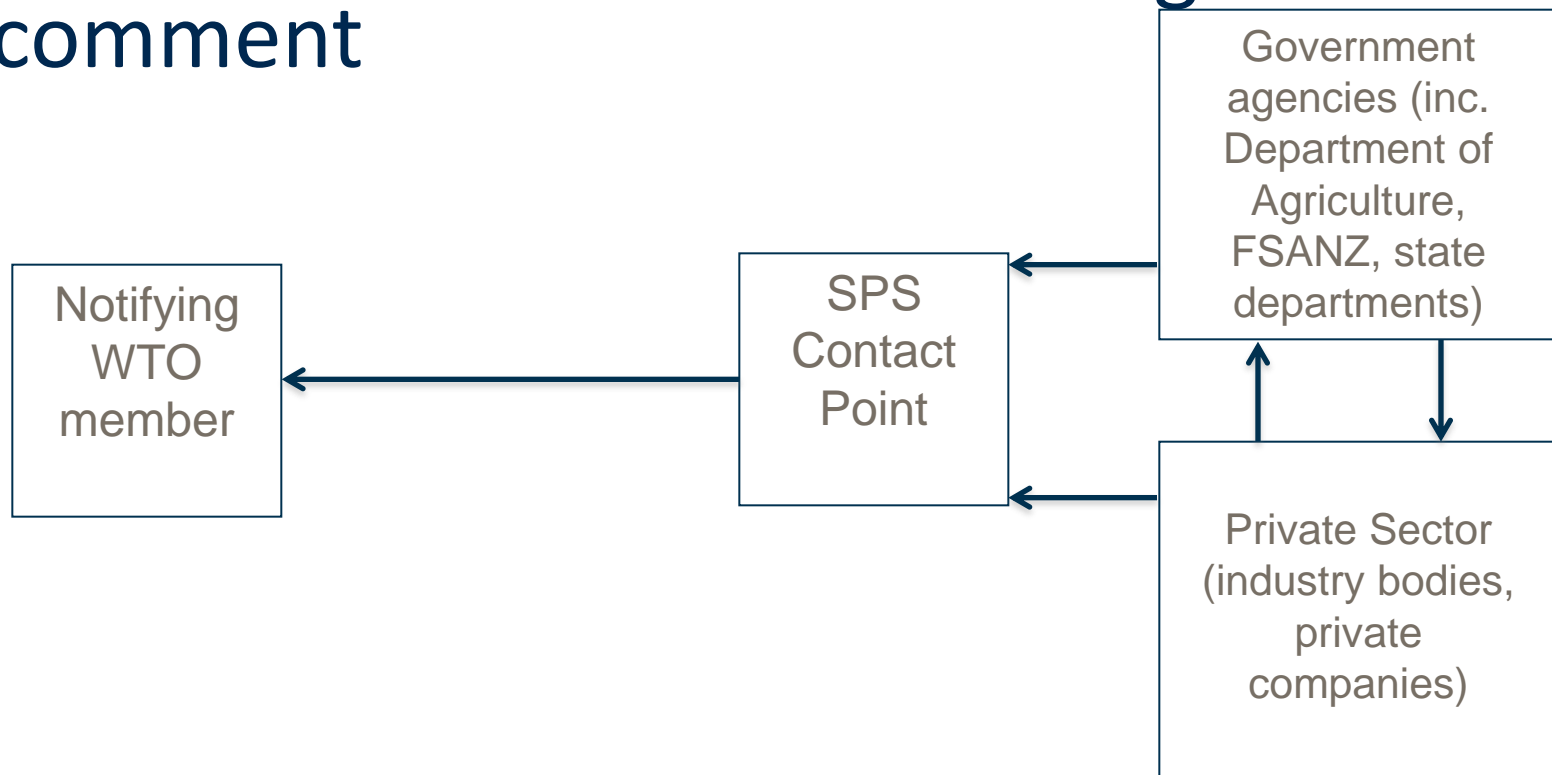 comment
Government
agencies (inc.
Department of
Agriculture,
FSANZ, state
departments)
Notifying
WTO
member
SPS
Contact
Point
Private Sector
(industry bodies,
private
companies)